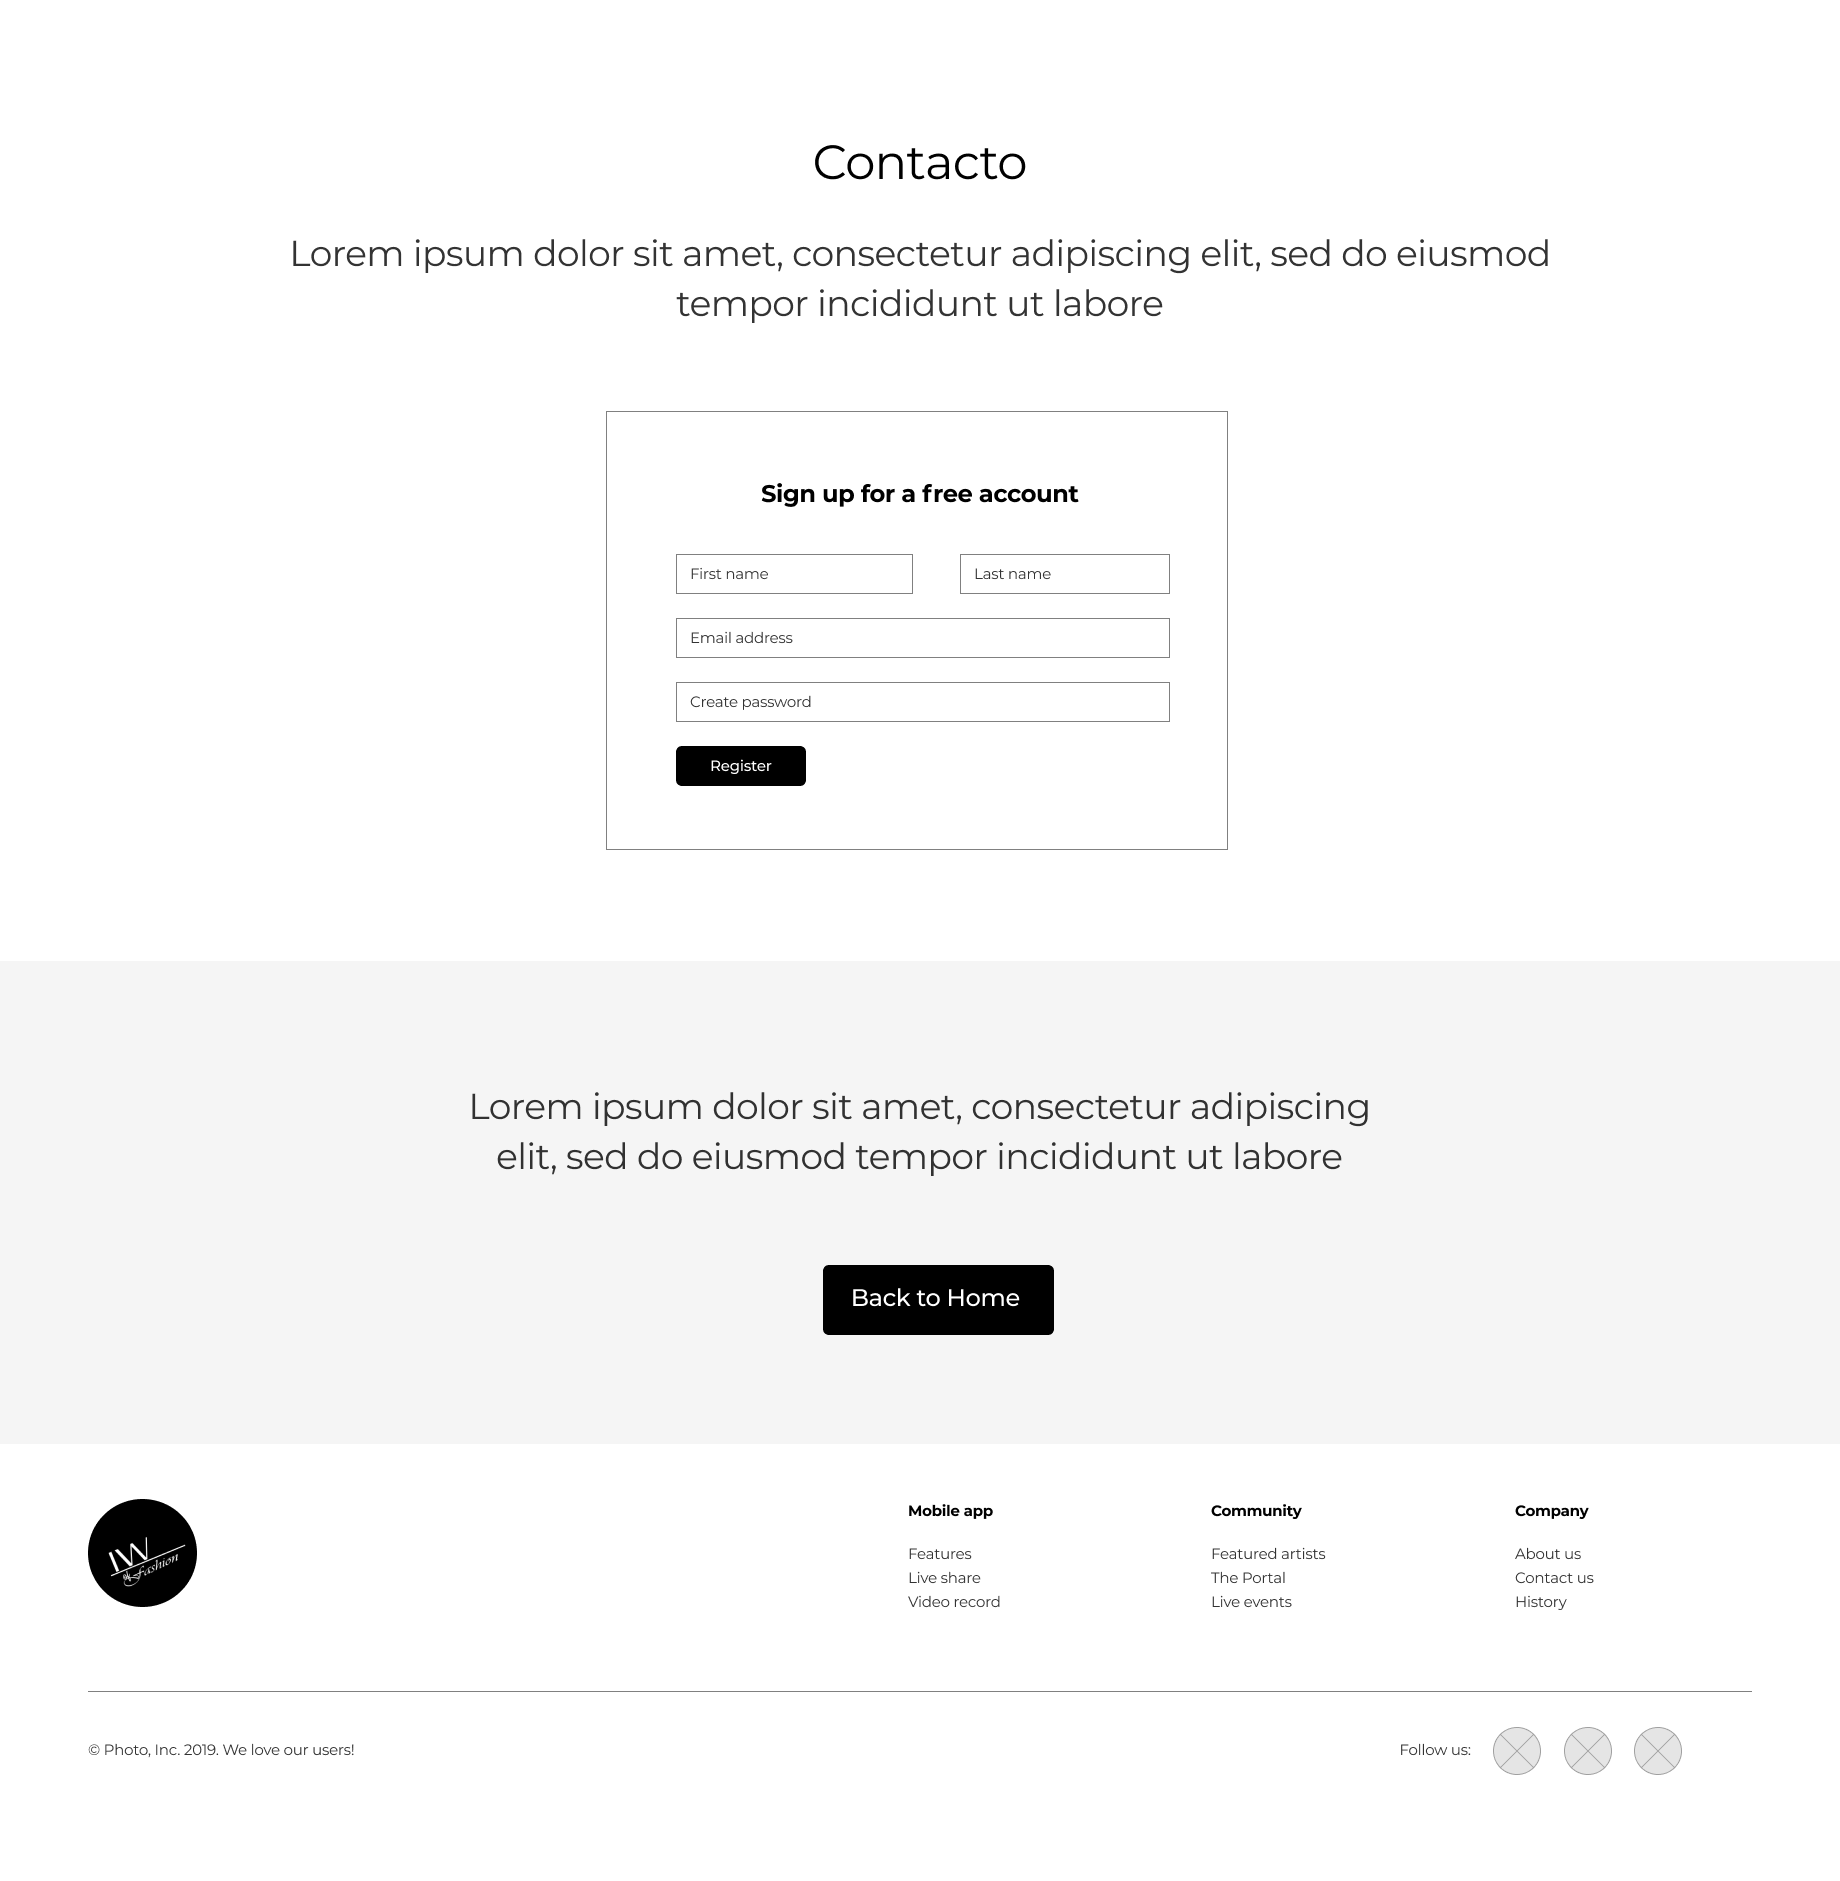 Contacto
Lorem ipsum dolor sit amet, consectetur adipiscing elit, sed do eiusmod
tempor incididunt ut labore
Sign up for a free account
First name
Last name
Email address
Create password
Register
Lorem ipsum dolor sit amet, consectetur adipiscing
elit, sed do eiusmod tempor incididunt ut labore
Back to Home
IW
Fashion
Mobile app
Features
Live share
Video record
Community
Featured artists
The Portal
Live events
Company
About us
Contact us
History
© Photo, Inc. 2019. We love our users!
Follow us: